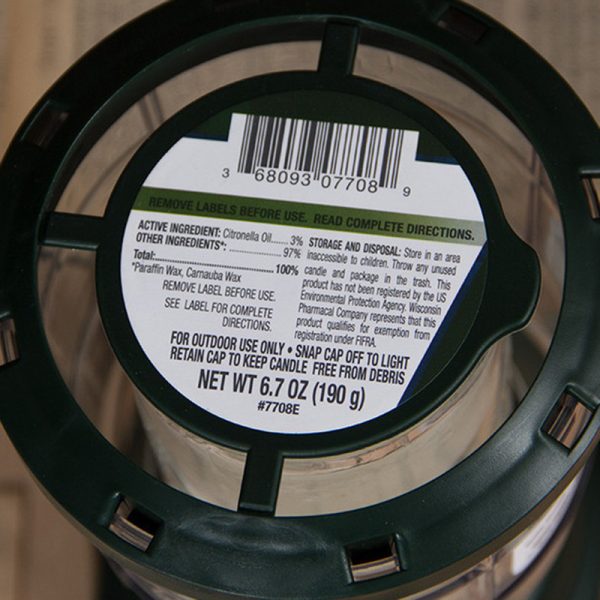 3 68093 07708 9
REMOVE LABELS BEFORE USE. READ COMPLETE DIRECTIONS.
ACTIVE INGREDIENT: Citronella Oil...... 3%
OTHER INGREDIENTS*: .................. 97%
Total:............................................. 100%
*Paraffin Wax, Carnauba Wax
REMOVE LABEL BEFORE USE.
SEE LABEL FOR COMPLETE
DIRECTIONS.
STORAGE AND DISPOSAL: Store in an area
inaccessible to children. Throw any unused
candle and package in the trash. This
product has not been registered by the US
Environmental Protection Agency. Wisconsin
Pharmacal Company represents that this
product qualifies for exemption from
registration under FIFRA.
FOR OUTDOOR USE ONLY • SNAP CAP OFF TO LIGHT
RETAIN CAP TO KEEP CANDLE FREE FROM DEBRIS
NET WT 6.7 OZ (190 g)
#7708E